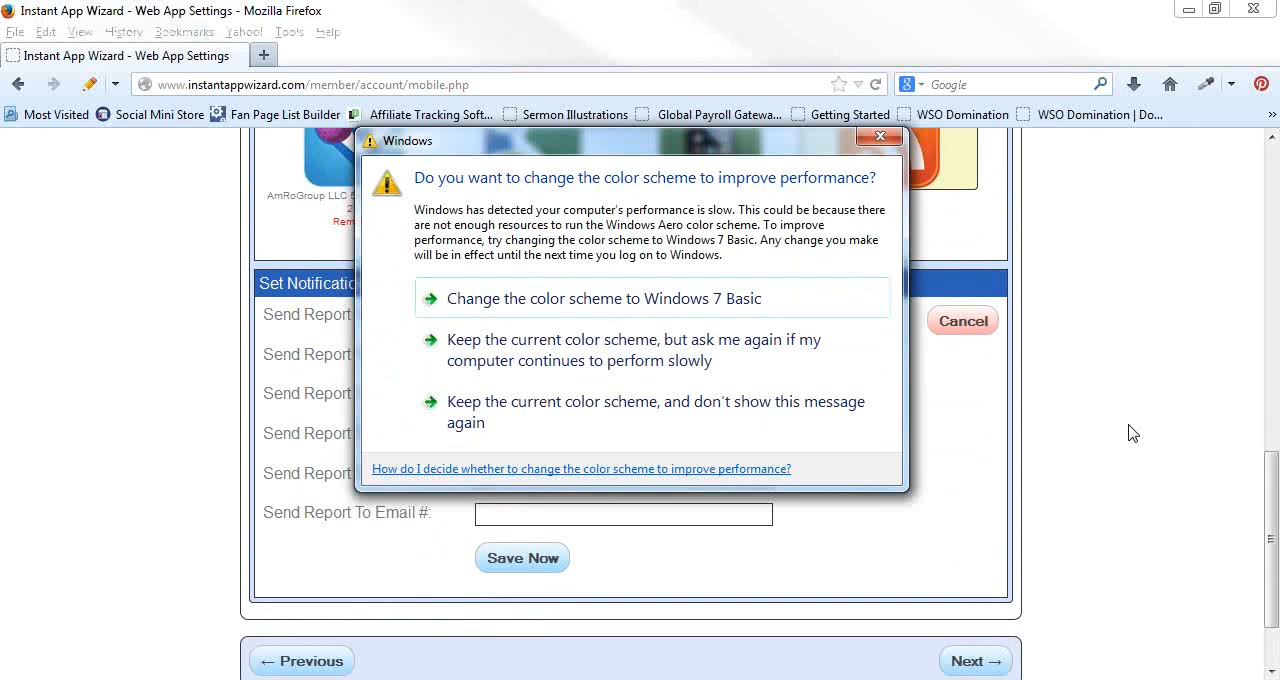 Instant App Wizard - Web App Settings - Mozilla Firefox
File Edit View History Bookmarks Yahoo! Tools Help
Instant App Wizard - Web App Settings
www.instantappwizard.com/member/account/mobile.php
Google
Most Visited Social Mini Store Fan Page List Builder Affiliate Tracking Soft... Sermon Illustrations Global Payroll Gatewa... Getting Started WSO Domination WSO Domination | Do...
Windows
Do you want to change the color scheme to improve performance?
Windows has detected your computer's performance is slow. This could be because there
are not enough resources to run the Windows Aero color scheme. To improve
performance, try changing the color scheme to Windows 7 Basic. Any change you make
will be in effect until the next time you log on to Windows.
Change the color scheme to Windows 7 Basic
Keep the current color scheme, but ask me again if my
computer continues to perform slowly
Keep the current color scheme, and don't show this message
again
How do I decide whether to change the color scheme to improve performance?
AmRoGroup LLC
Set
Send Report
Cancel
Send Report
Send Report
Send Report
Send Report
Send Report To Email #:
Save Now
← Previous
Next →